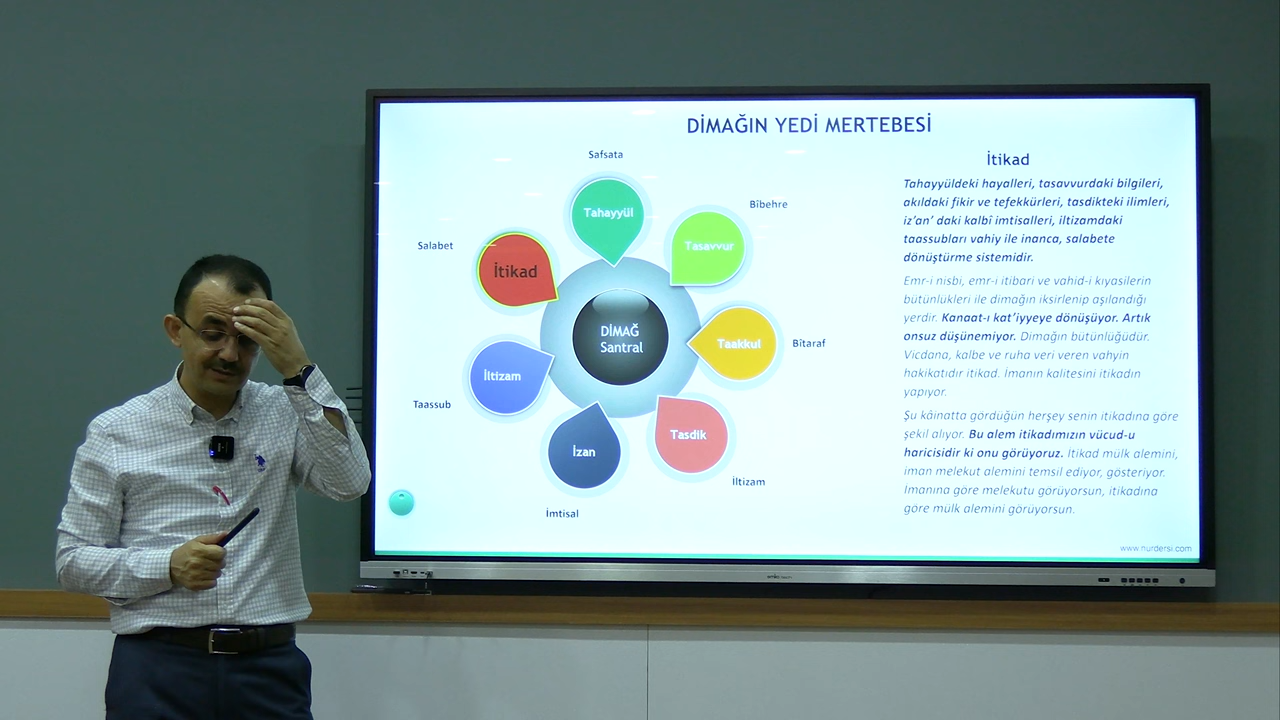 DİMAĞIN YEDİ MERTEBESİ
Safsata
Tahayyül
Bîbehre
Tasavvur
Salabet
İtikad
DİMAĞ
Santral
Taakkul
Bîtaraf
İltizam
Taassub
Tasdik
İltizam
İzan
İmtisal
İtikad
Tahayyüldeki hayalleri, tasavvurdaki bilgileri,
akıldaki fikir ve tefekkürleri, tasdikteki ilimleri,
iz'an' daki kalbî imtisalleri, iltizamdaki
taassubları vahiy ile inanca, salabete
dönüştürme sistemidir.
Emr-i nisbi, emr-i itibari ve vahid-i kıyasilerin
bütünlükleri ile dimağın iksirlenip aşılandığı
yerdir. Kanaat-ı kat'iyyeye dönüşüyor. Artık
onsuz düşünemiyor. Dimağın bütünlüğüdür.
Vicdana, kalbe ve ruha veri veren vahyin
hakikatıdır itikad. İmanın kalitesini itikadın
yapıyor.
Şu kâinatta gördüğün herşey senin itikadına göre
şekil alıyor. Bu alem itikadımızın vücud-u
haricisidir ki onu görüyoruz. İtikad mülk alemini,
iman melekut alemini temsil ediyor, gösteriyor.
İmanına göre melekutu görüyorsun, itikadına
göre mülk alemini görüyorsun.
www.nurdersi.com